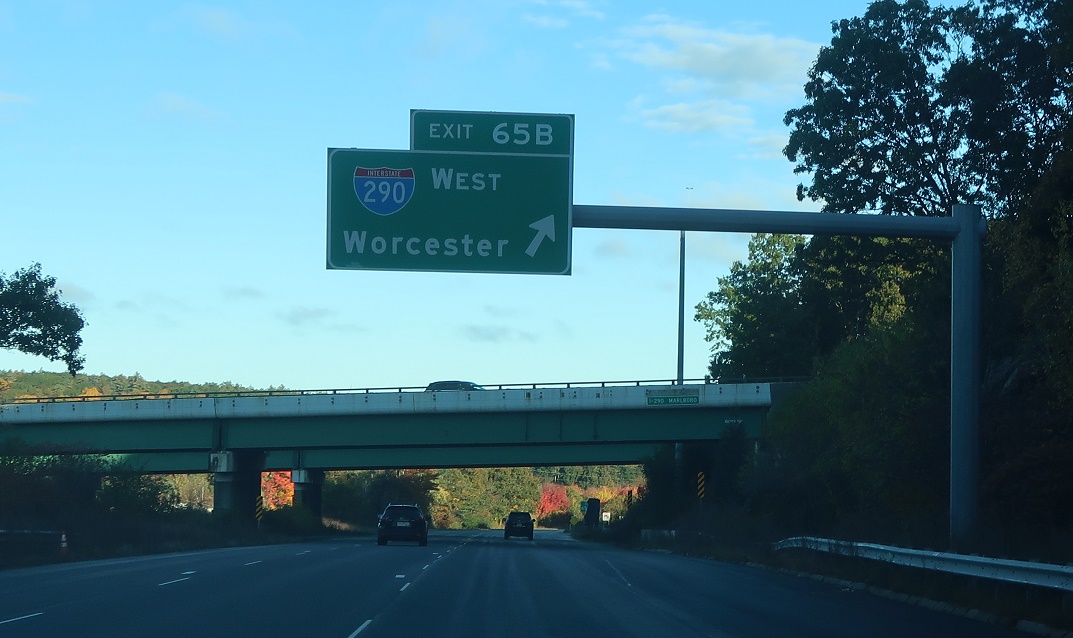 EXIT 65B
INTERSTATE
290 WEST
Worcester
I-290 MARLBORO